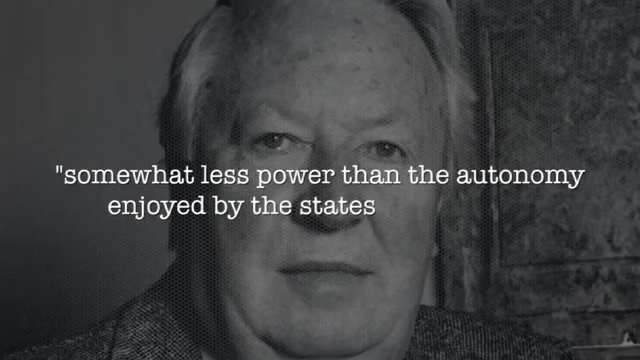 "somewhat less power than the autonomy
enjoyed by the states